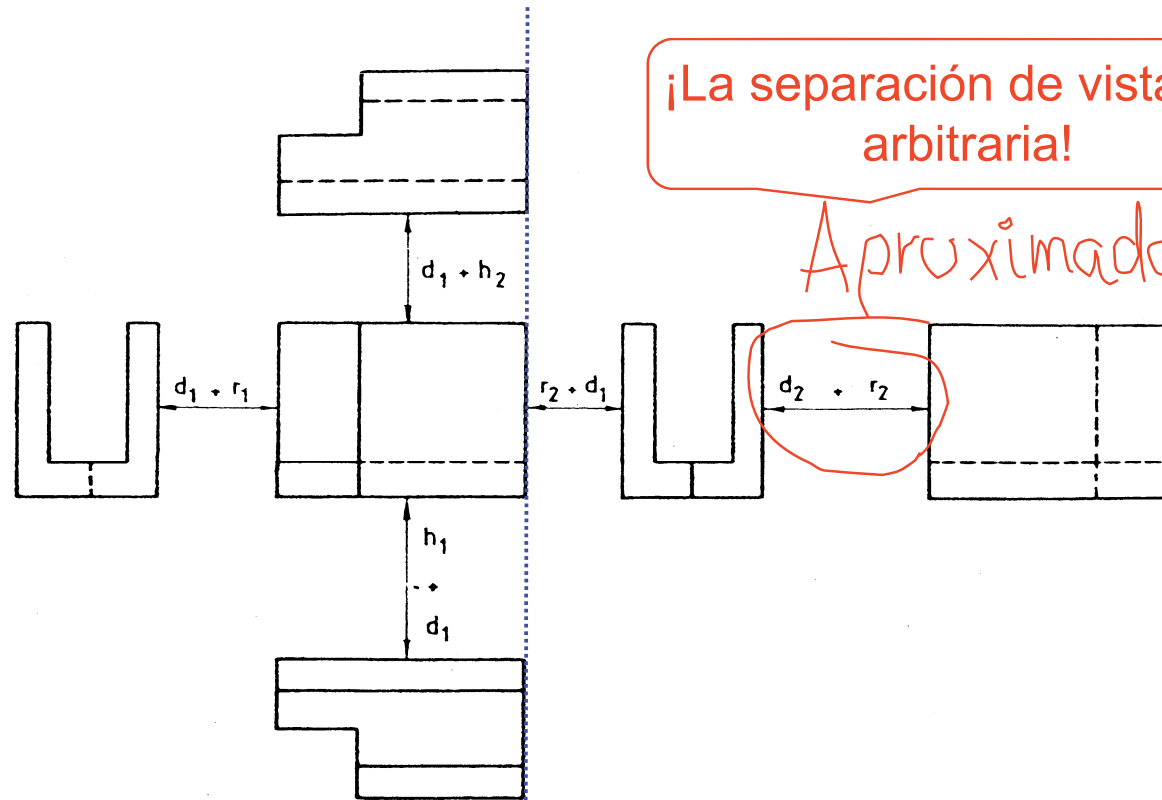 ¡La separación de vista
arbitraria!
Aproximado
d₁ + h₂
d₁ + r₁
r₂ + d₁
d₂ + r₂
h₁
+
d₁